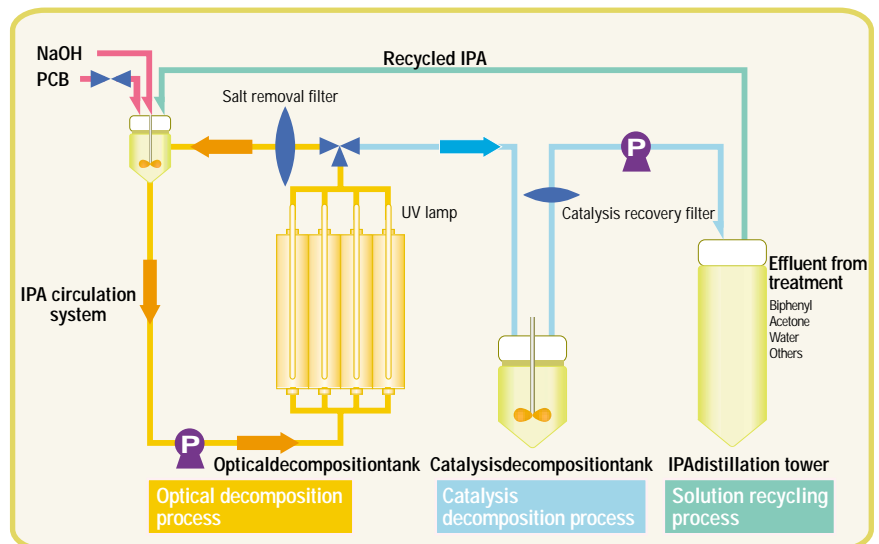 NaOH
PCB
Recycled IPA
Salt removal filter
P
UV lamp
Catalysis recovery filter
Effluent from
treatment
Biphenyl
Acetone
Water
Others
IPA circulation
system
P
Opticaldecompositiontank
Catalysisdecompositiontank
IPAdistillation tower
Optical decomposition
process
Catalysis
decomposition process
Solution recycling
process